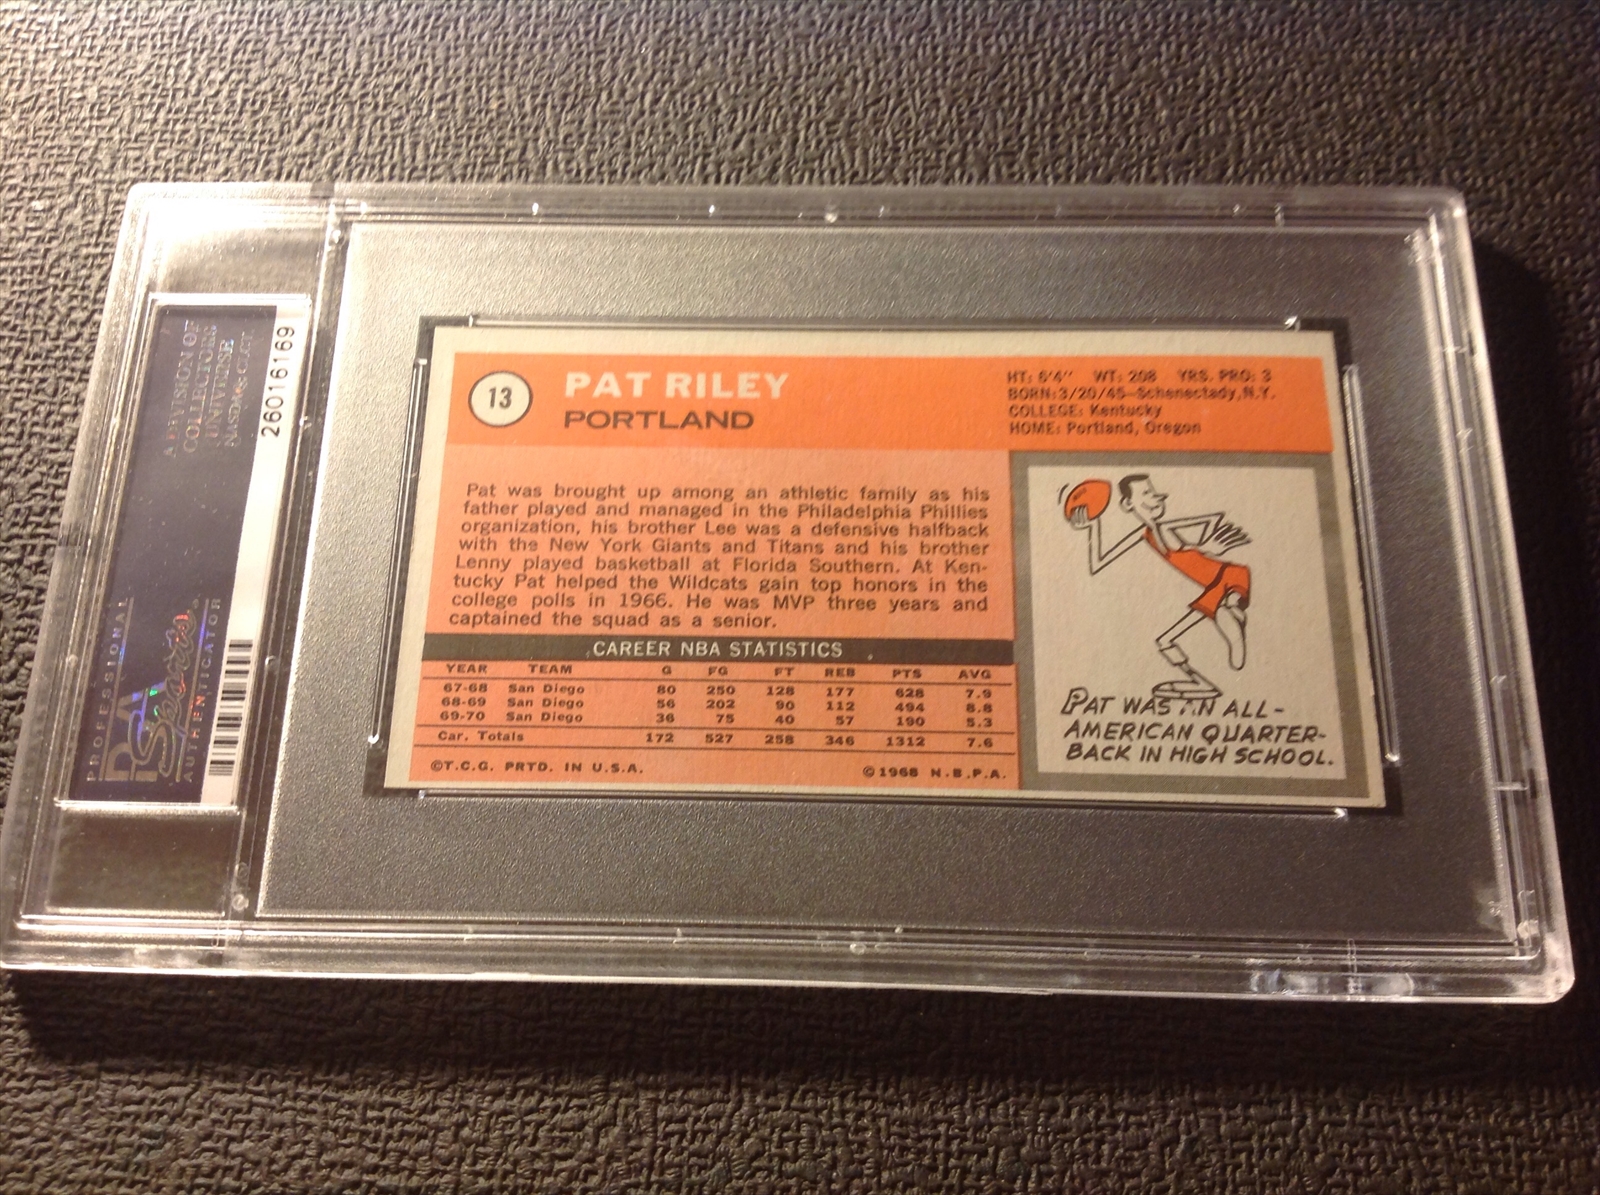 A DIVISION OF
COLLECTORS
UNIVERSE
NASDAQ: CLCT
26016169
PSA
Sports
PROFESSIONAL
AUTHENTICATOR
13
PAT RILEY
PORTLAND
HT: 6'4" WT: 208 YRS. PRO: 3
BORN: 3/20/45—Schenectady, N.Y.
COLLEGE: Kentucky
HOME: Portland, Oregon
Pat was brought up among an athletic family as his
father played and managed in the Philadelphia Phillies
organization, his brother Lee was a defensive halfback
with the New York Giants and Titans and his brother
Lenny played basketball at Florida Southern. At Ken-
tucky Pat helped the Wildcats gain top honors in the
college polls in 1966. He was MVP three years and
captained the squad as a senior.
CAREER NBA STATISTICS
YEAR TEAM G FG FT REB PTS AVG
67-68 San Diego 80 250 128 177 628 7.9
68-69 San Diego 56 202 90 112 494 8.8
69-70 San Diego 36 75 40 57 190 5.3
Car. Totals 172 527 258 346 1312 7.6
©T.C.G. PRTD. IN U.S.A. ©1968 N.B.P.A.
PAT WAS AN ALL-
AMERICAN QUARTER-
BACK IN HIGH SCHOOL.